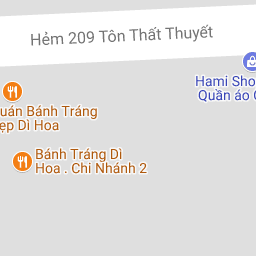 Hẻm 209 Tôn Thất Thuyết
Hami Sho
Quần áo
uán Bánh Tráng
ẹp Dì Hoa
Bánh Tráng Dì
Hoa . Chi Nhánh 2